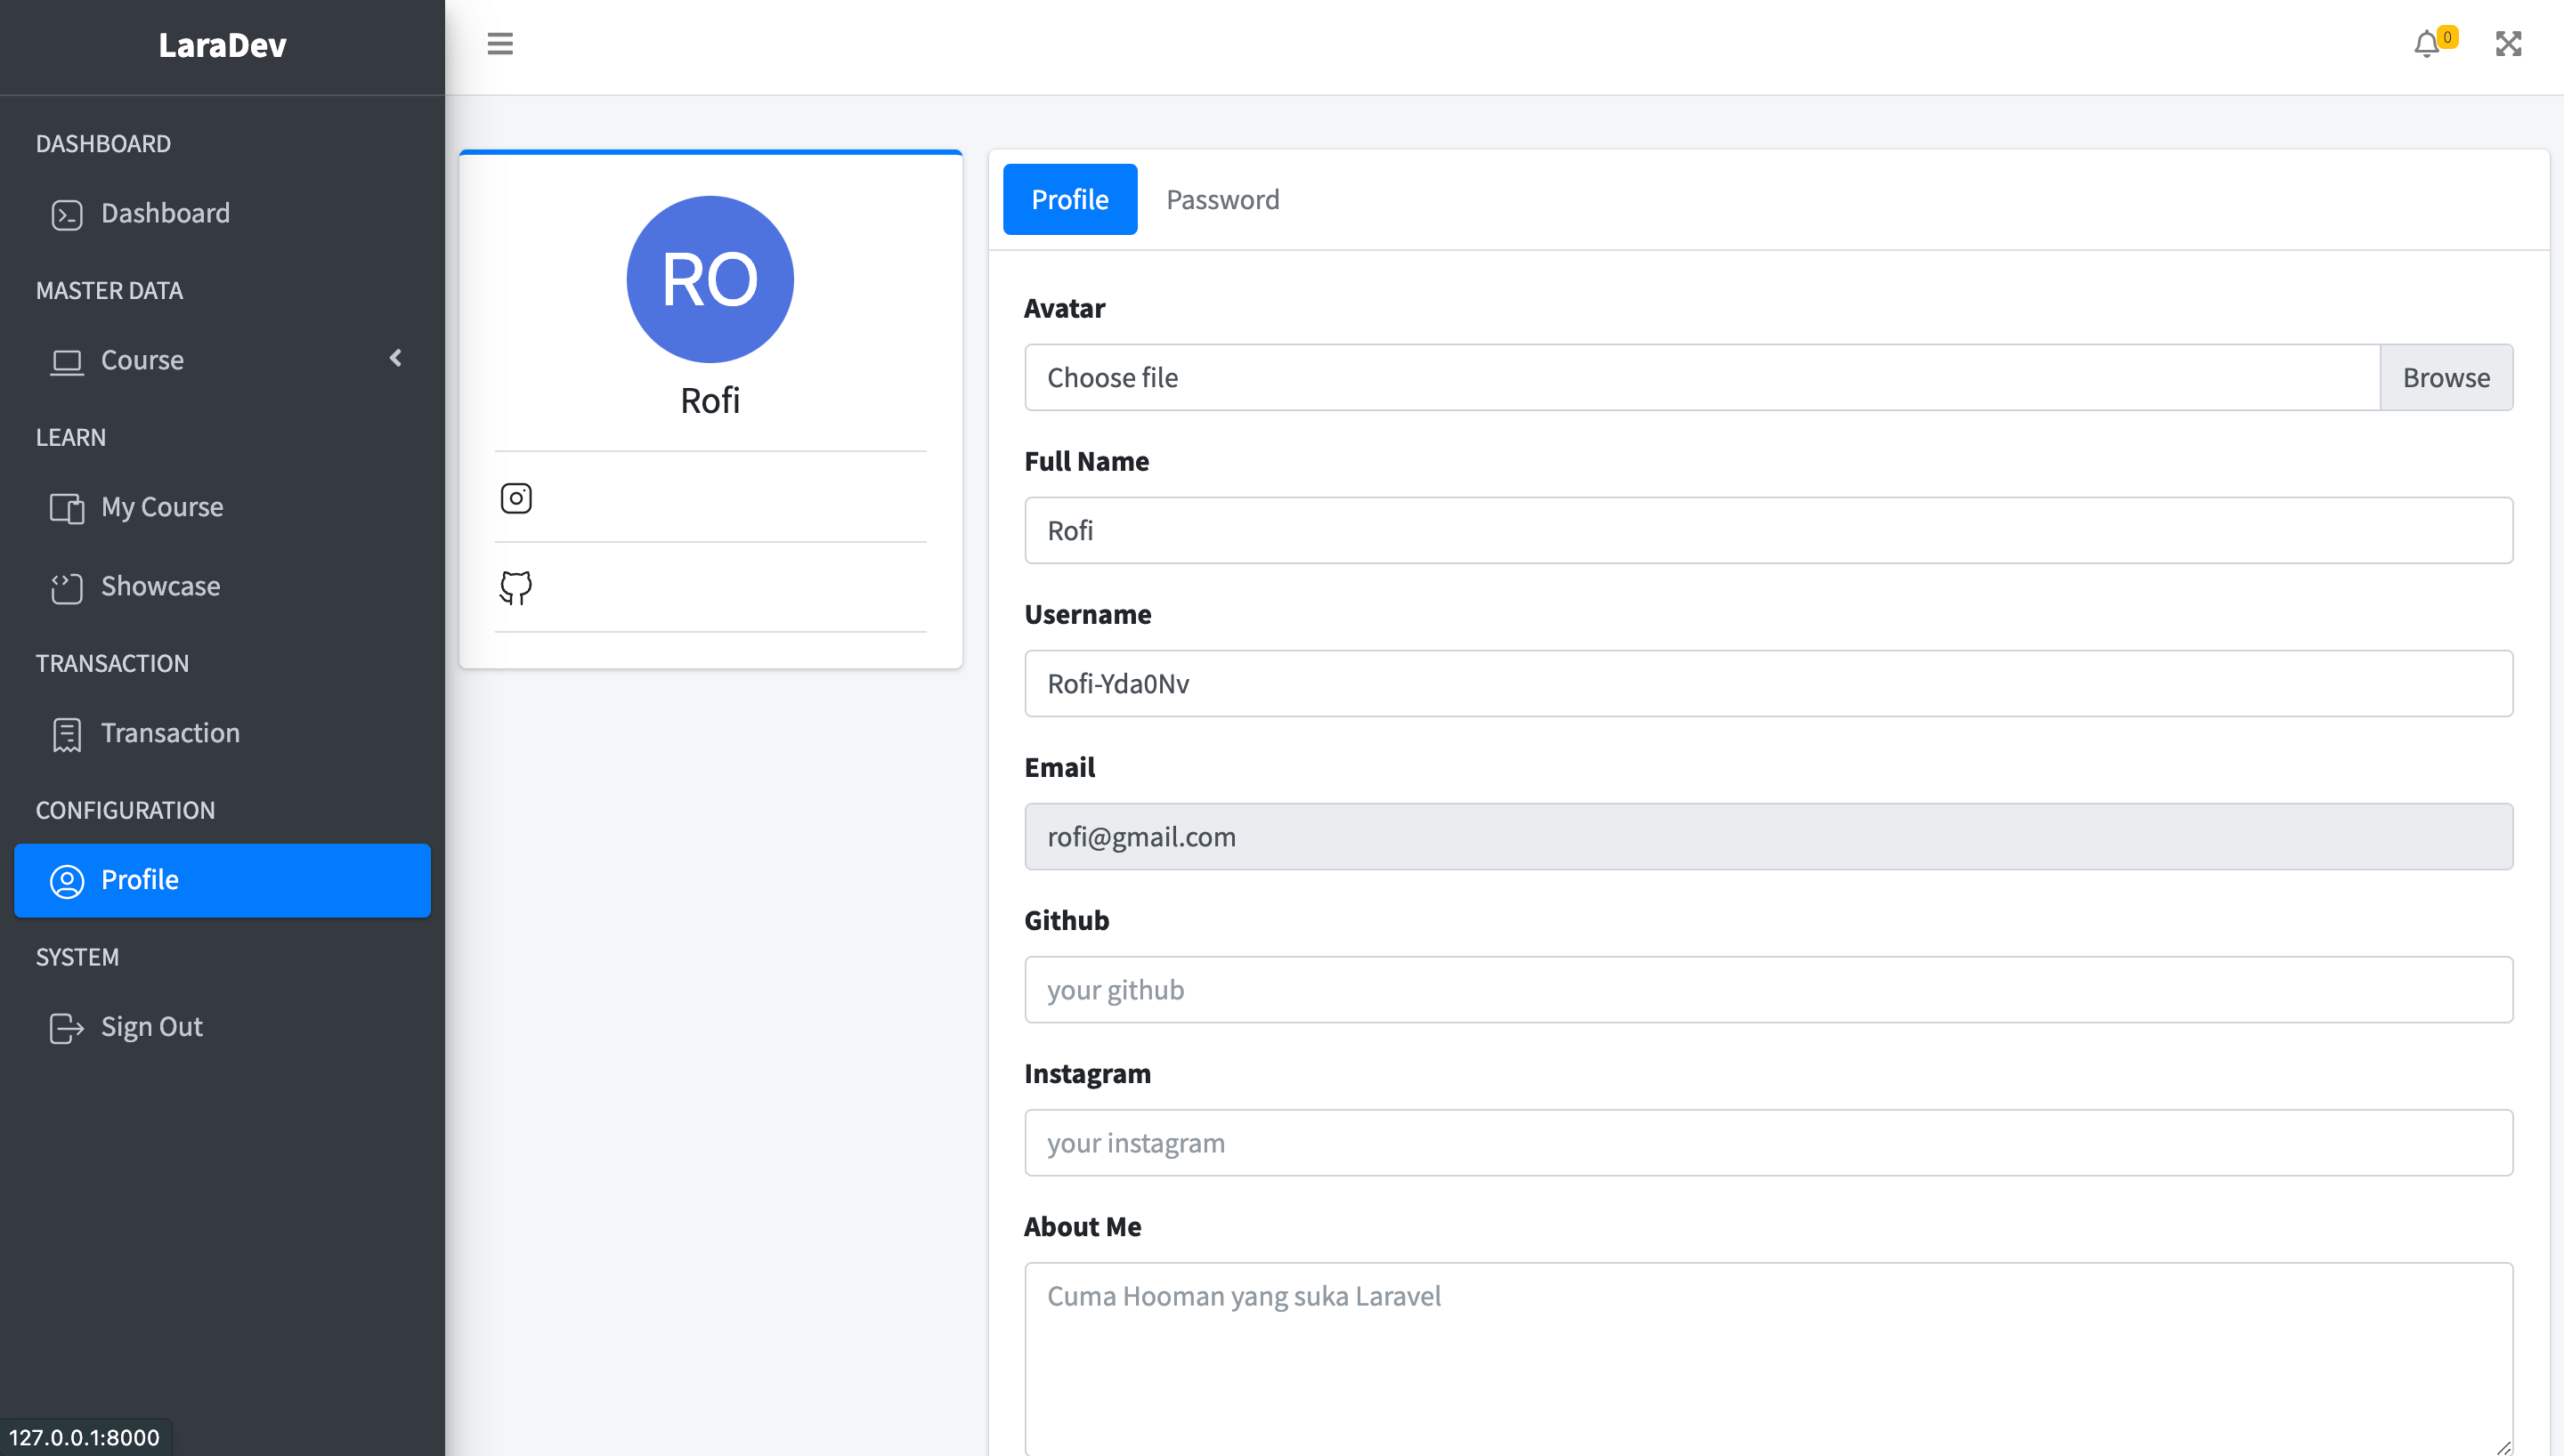 LaraDev
0
DASHBOARD
Dashboard
MASTER DATA
Course
LEARN
My Course
Showcase
TRANSACTION
Transaction
CONFIGURATION
Profile
SYSTEM
Sign Out
127.0.0.1:8000
RO
Rofi
Profile
Password
Avatar
Choose file
Browse
Full Name
Rofi
Username
Rofi-Yda0Nv
Email
rofi@gmail.com
Github
your github
Instagram
your instagram
About Me
Cuma Hooman yang suka Laravel